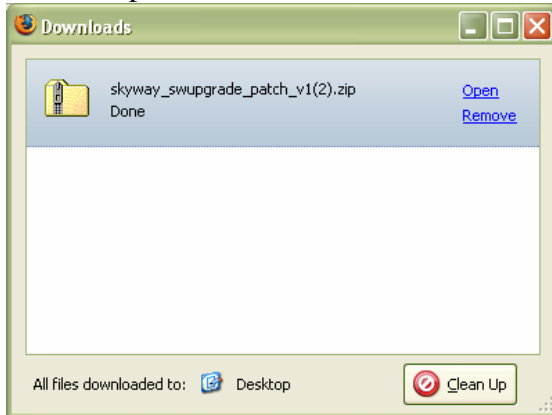 Downloads
skyway_swupgrade_patch_v1(2).zip
Open
Done
Remove
All files downloaded to: Desktop
Clean Up